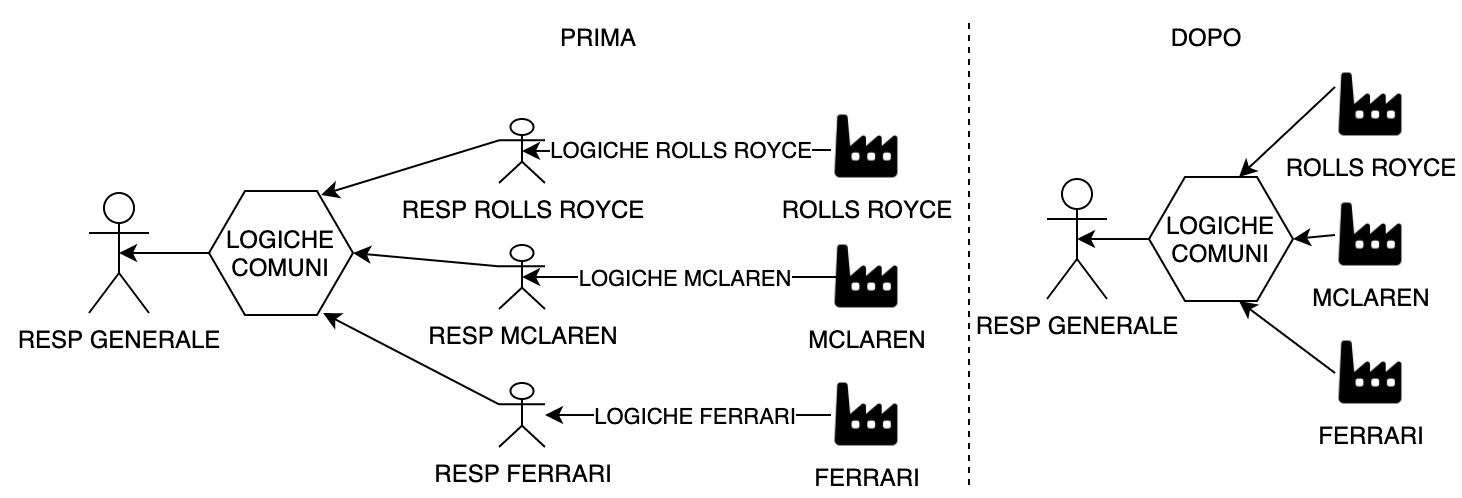 PRIMA
DOPO
LOGICHE ROLLS ROYCE
RESP ROLLS ROYCE
ROLLS ROYCE
LOGICHE
COMUNI
RESP GENERALE
LOGICHE MCLAREN
RESP MCLAREN
MCLAREN
LOGICHE FERRARI
RESP FERRARI
FERRARI
ROLLS ROYCE
LOGICHE
COMUNI
RESP GENERALE
MCLAREN
FERRARI